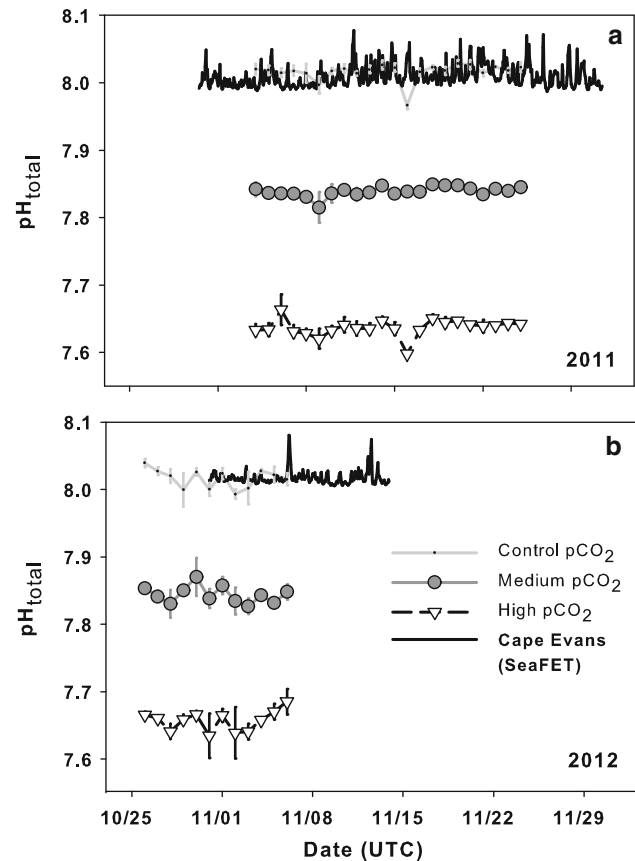 a
8.1
8.0
7.9
7.8
7.7
7.6
pHtotal
2011
b
8.1
8.0
7.9
7.8
7.7
7.6
pHtotal
Control pCO2
Medium pCO2
High pCO2
Cape Evans
(SeaFET)
2012
10/25 11/01 11/08 11/15 11/22 11/29
Date (UTC)